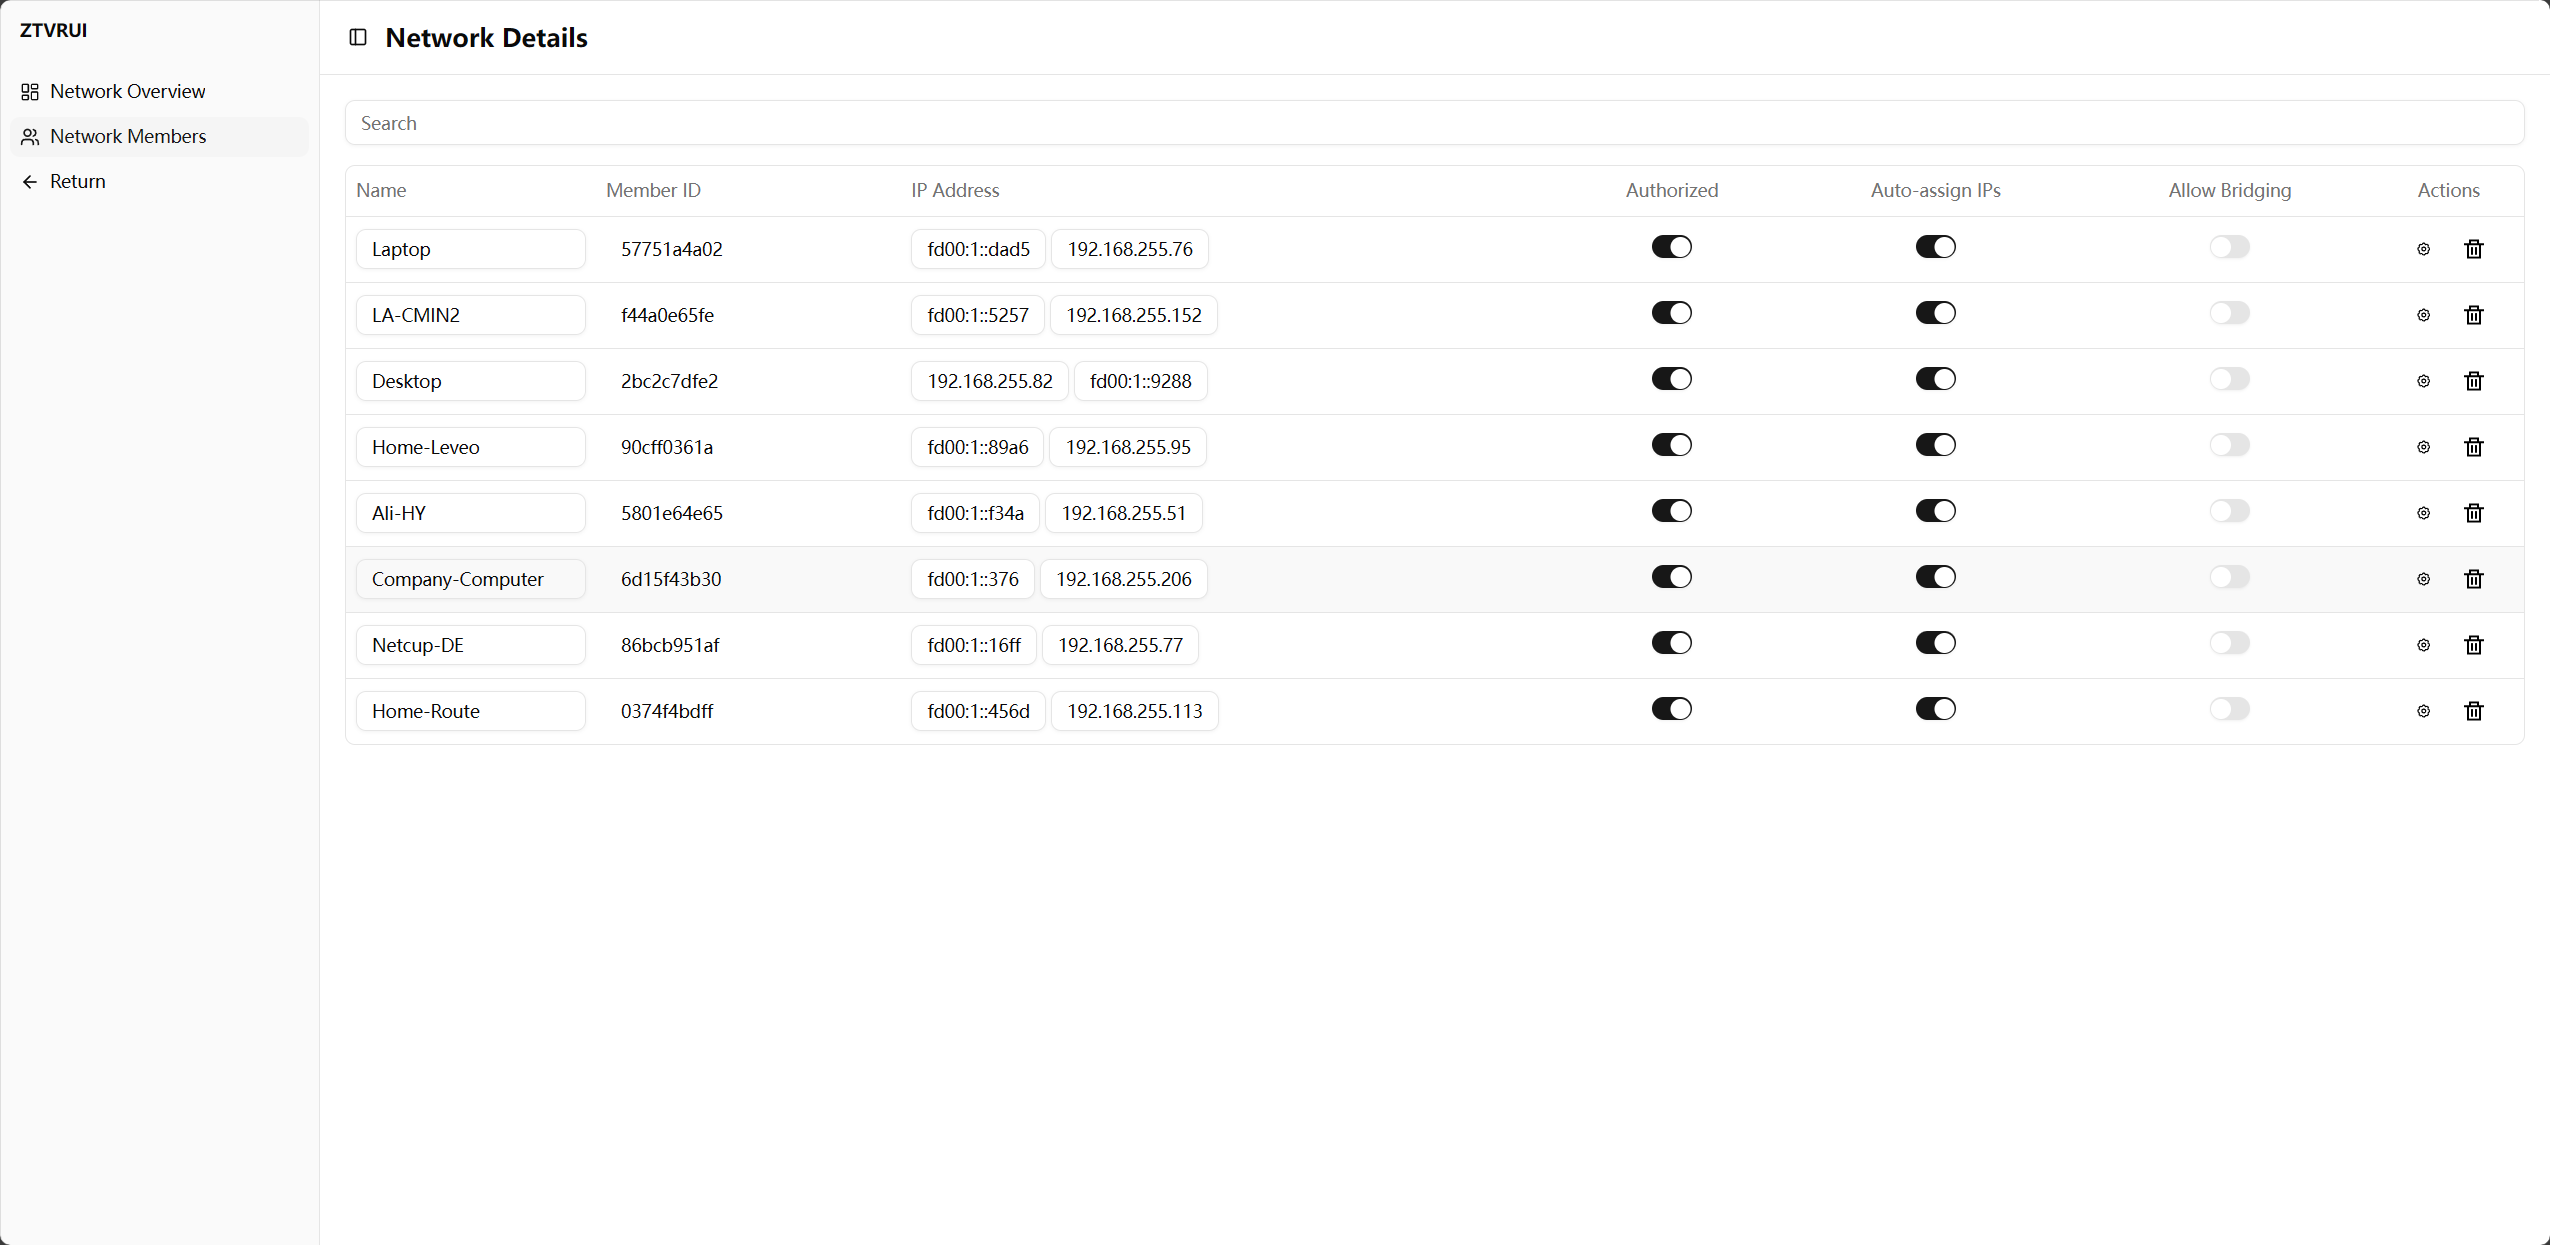 ZTVRUI
Network Overview
Network Members
Return
Network Details
Search
Name Member ID IP Address Authorized Auto-assign IPs Allow Bridging Actions
Laptop 57751a4a02 fd00:1::dad5 192.168.255.76
LA-CMIN2 f44a0e65fe fd00:1::5257 192.168.255.152
Desktop 2bc2c7dfe2 192.168.255.82 fd00:1::9288
Home-Leveo 90cff0361a fd00:1::89a6 192.168.255.95
Ali-HY 5801e64e65 fd00:1::f34a 192.168.255.51
Company-Computer 6d15f43b30 fd00:1::376 192.168.255.206
Netcup-DE 86bcb951af fd00:1::16ff 192.168.255.77
Home-Route 0374f4bdff fd00:1::456d 192.168.255.113